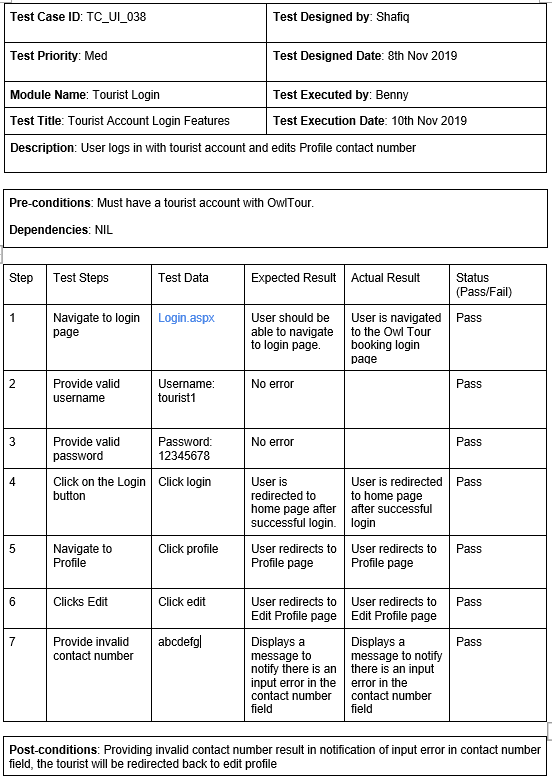 Test Case ID: TC_UI_038
Test Designed by: Shafiq
Test Priority: Med
Test Designed Date: 8th Nov 2019
Module Name: Tourist Login
Test Executed by: Benny
Test Title: Tourist Account Login Features
Test Execution Date: 10th Nov 2019
Description: User logs in with tourist account and edits Profile contact number
Pre-conditions: Must have a tourist account with OwlTour.
Dependencies: NIL
Step
Test Steps
Test Data
Expected Result
Actual Result
Status
(Pass/Fail)
1
Navigate to login
page
Login.aspx
User should be
able to navigate
to login page.
User is navigated
to the Owl Tour
booking login
page
Pass
2
Provide valid
username
Username:
tourist1
No error
Pass
3
Provide valid
password
Password:
12345678
No error
Pass
4
Click on the Login
button
Click login
User is
redirected to
home page after
successful login.
User is redirected
to home page
after successful
login
Pass
5
Navigate to
Profile
Click profile
User redirects to
Profile page
User redirects to
Profile page
Pass
6
Clicks Edit
Click edit
User redirects to
Edit Profile page
User redirects to
Edit Profile page
Pass
7
Provide invalid
contact number
abcdefg
Displays a
message to
notify there is an
input error in the
contact number
field
Displays a
message to notify
there is an input
error in the
contact number
field
Pass
Post-conditions: Providing invalid contact number result in notification of input error in contact number
field, the tourist will be redirected back to edit profile